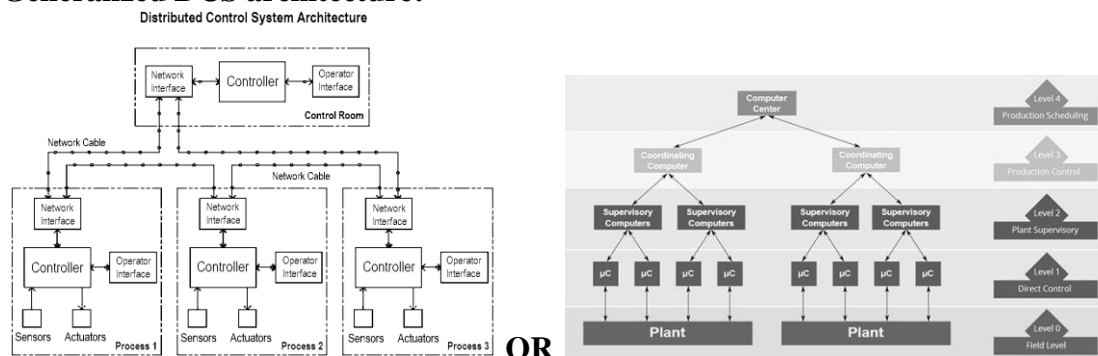 Generalized DCS architecture:
Distributed Control System Architecture
Network
Interface
Controller
Operator
Interface
Control Room
Network Cable
Network Cable
Network
Interface
Controller
Operator
Interface
Sensors
Actuators
Process 1
Network
Interface
Controller
Operator
Interface
Sensors
Actuators
Process 2
Network
Interface
Controller
Operator
Interface
Sensors
Actuators
Process 3
OR
Computer
Center
Level 4
Production Scheduling
Coordinating
Computer
Coordinating
Computer
Level 3
Production Control
Supervisory
Computers
Supervisory
Computers
Supervisory
Computers
Supervisory
Computers
Level 2
Plant Supervisory
µC
µC
µC
µC
µC
µC
µC
µC
Level 1
Direct Control
Plant
Plant
Level 0
Field Level